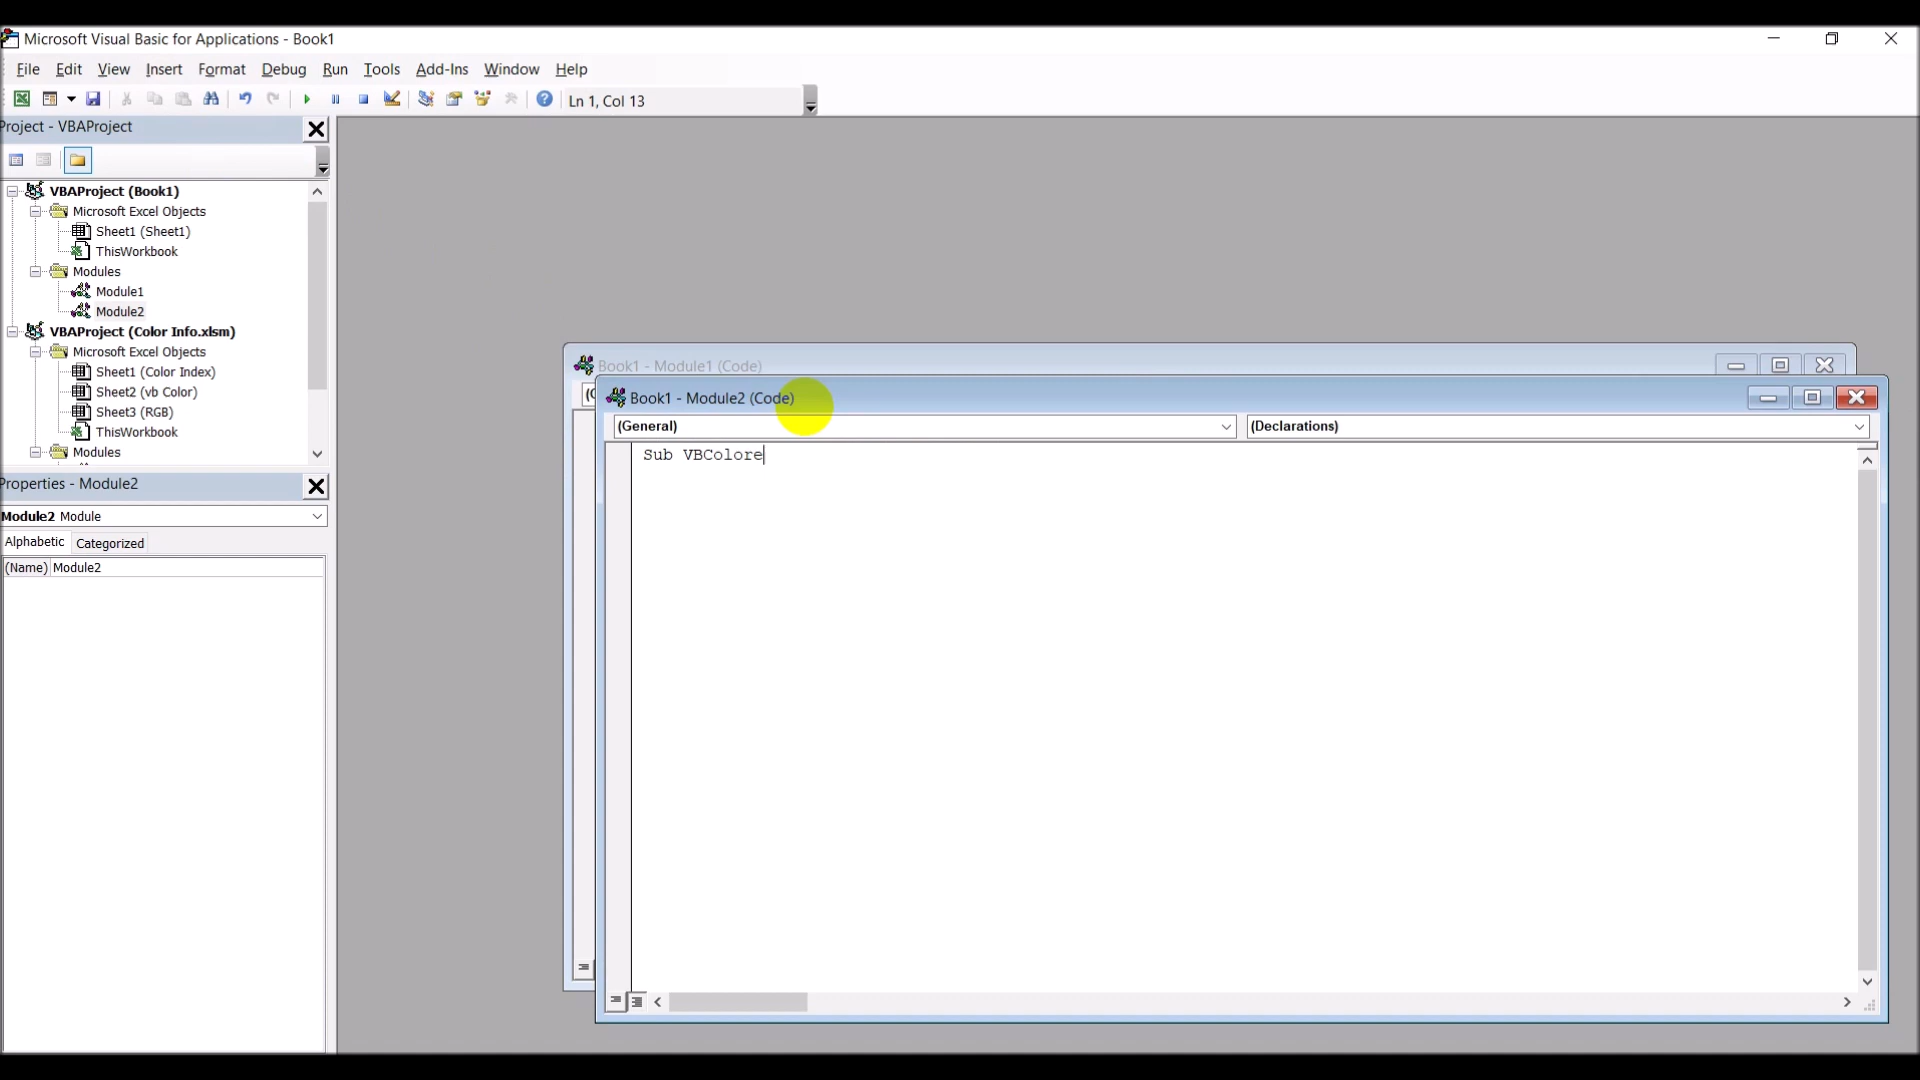 Microsoft Visual Basic for Applications - Book1
File Edit View Insert Format Debug Run Tools Add-Ins Window Help
Ln 1, Col 13
Project - VBAProject
VBAProject (Book1)
Microsoft Excel Objects
Sheet1 (Sheet1)
ThisWorkbook
Modules
Module1
Module2
VBAProject (Color Info.xlsm)
Microsoft Excel Objects
Sheet1 (Color Index)
Sheet2 (vb Color)
Sheet3 (RGB)
ThisWorkbook
Modules
Properties - Module2
Module2 Module
Alphabetic Categorized
(Name) Module2
Book1 - Module1 (Code)
Book1 - Module2 (Code)
(General) (Declarations)
Sub VBColore